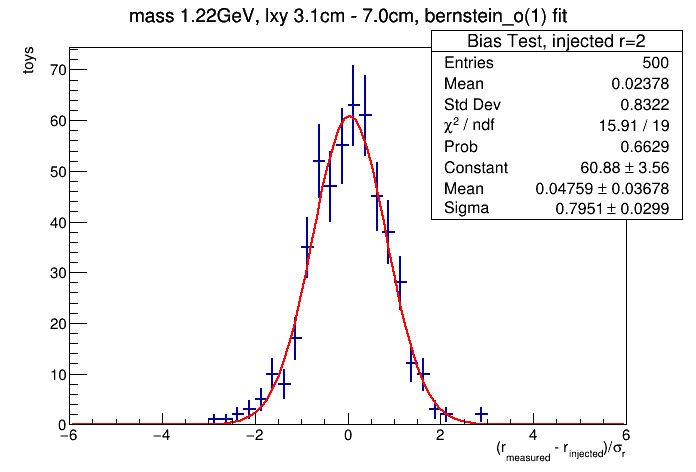 mass 1.22GeV, lxy 3.1cm - 7.0cm, bernstein_o(1) fit
Bias Test, injected r=2
Entries 500
Mean 0.02378
Std Dev 0.8322
χ² / ndf 15.91 / 19
Prob 0.6629
Constant 60.88 ± 3.56
Mean 0.04759 ± 0.03678
Sigma 0.7951 ± 0.0299
toys
70
60
50
40
30
20
10
0
−6 −4 −2 0 2 4 6
(r_measured - r_injected)/σ_r